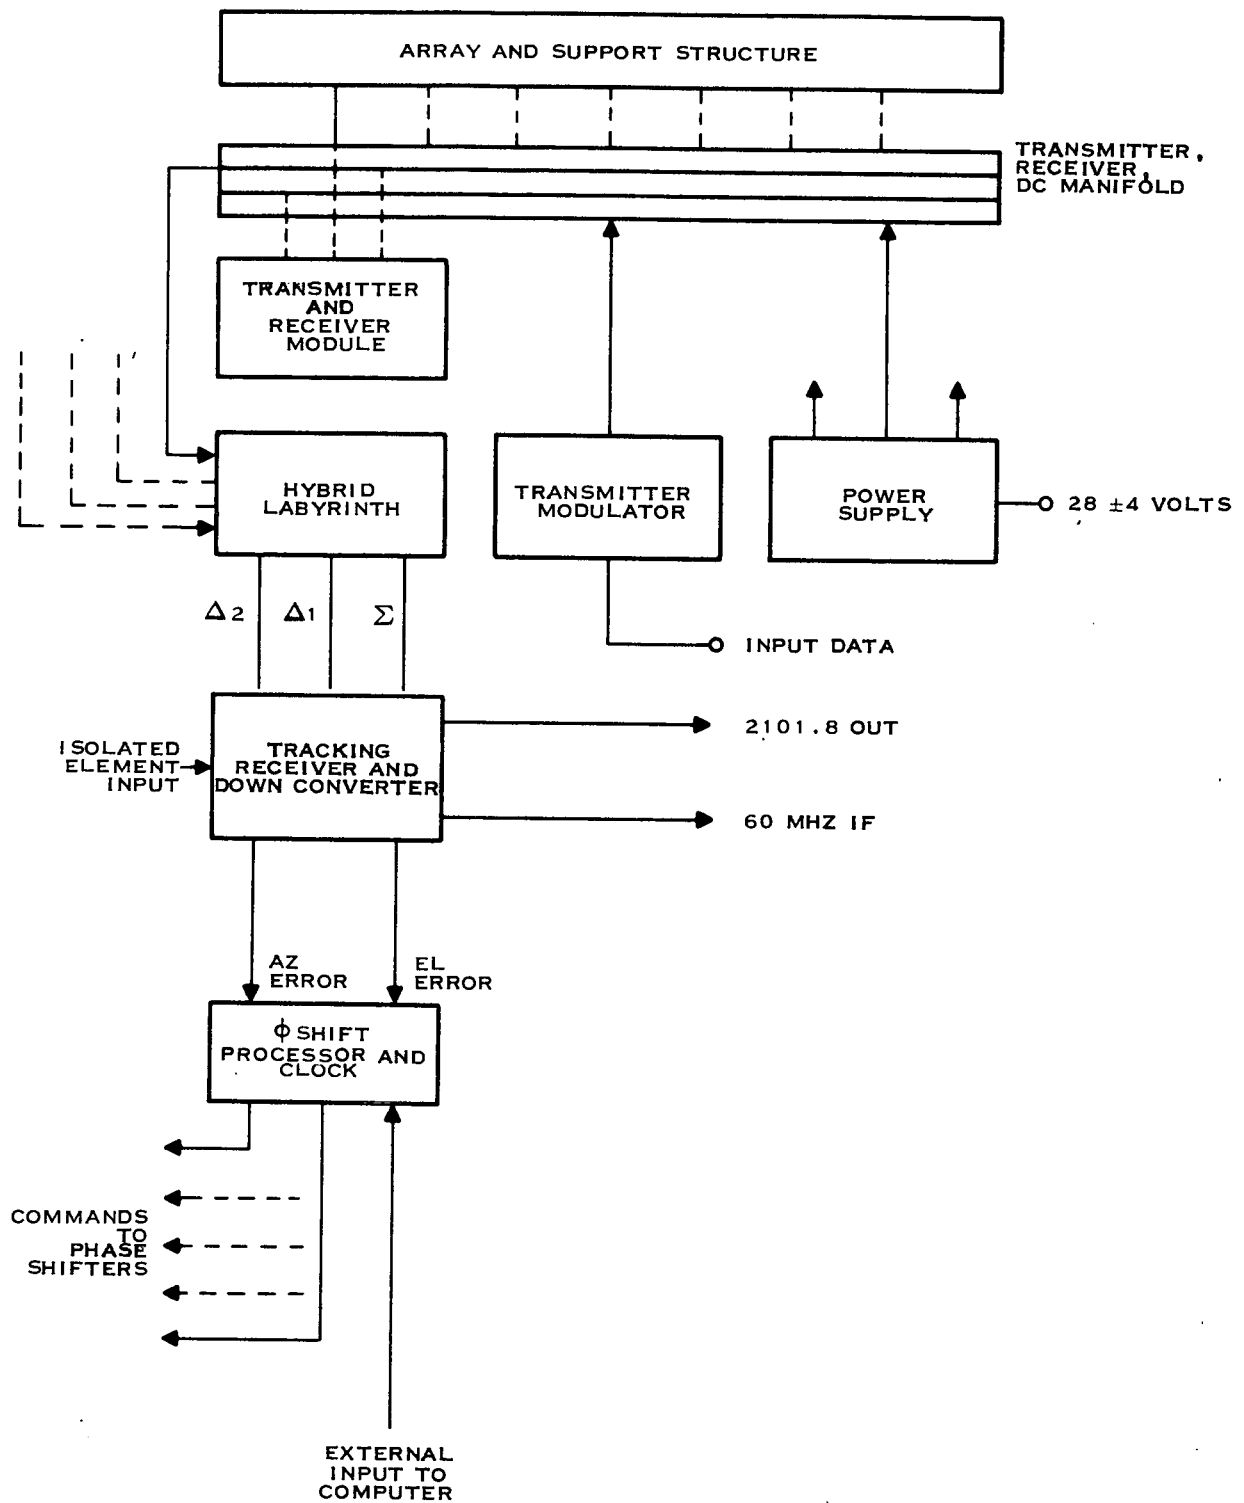 ARRAY AND SUPPORT STRUCTURE
TRANSMITTER,
RECEIVER,
DC MANIFOLD
TRANSMITTER
AND
RECEIVER
MODULE
HYBRID
LABYRINTH
TRANSMITTER
MODULATOR
POWER
SUPPLY
28 ±4 VOLTS
Δ2
Δ1
Σ
INPUT DATA
ISOLATED
ELEMENT
INPUT
TRACKING
RECEIVER AND
DOWN CONVERTER
2101.8 OUT
60 MHZ IF
AZ
ERROR
EL
ERROR
ϕ SHIFT
PROCESSOR AND
CLOCK
COMMANDS
TO
PHASE
SHIFTERS
EXTERNAL
INPUT TO
COMPUTER